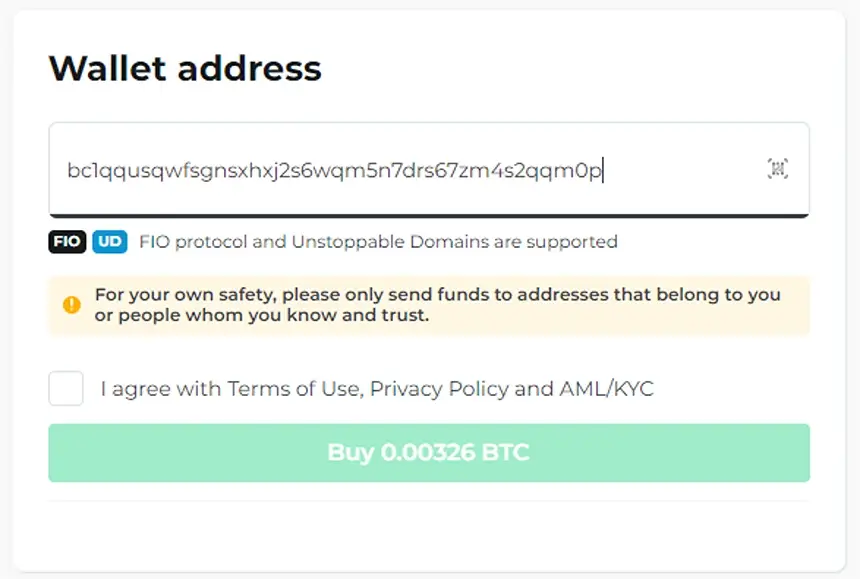 Wallet address
bc1qqusqwfsgnsxhxj2s6wqm5n7drs67zm4s2qqm0p
FIO UD FIO protocol and Unstoppable Domains are supported
For your own safety, please only send funds to addresses that belong to you
or people whom you know and trust.
I agree with Terms of Use, Privacy Policy and AML/KYC
Buy 0.00326 BTC